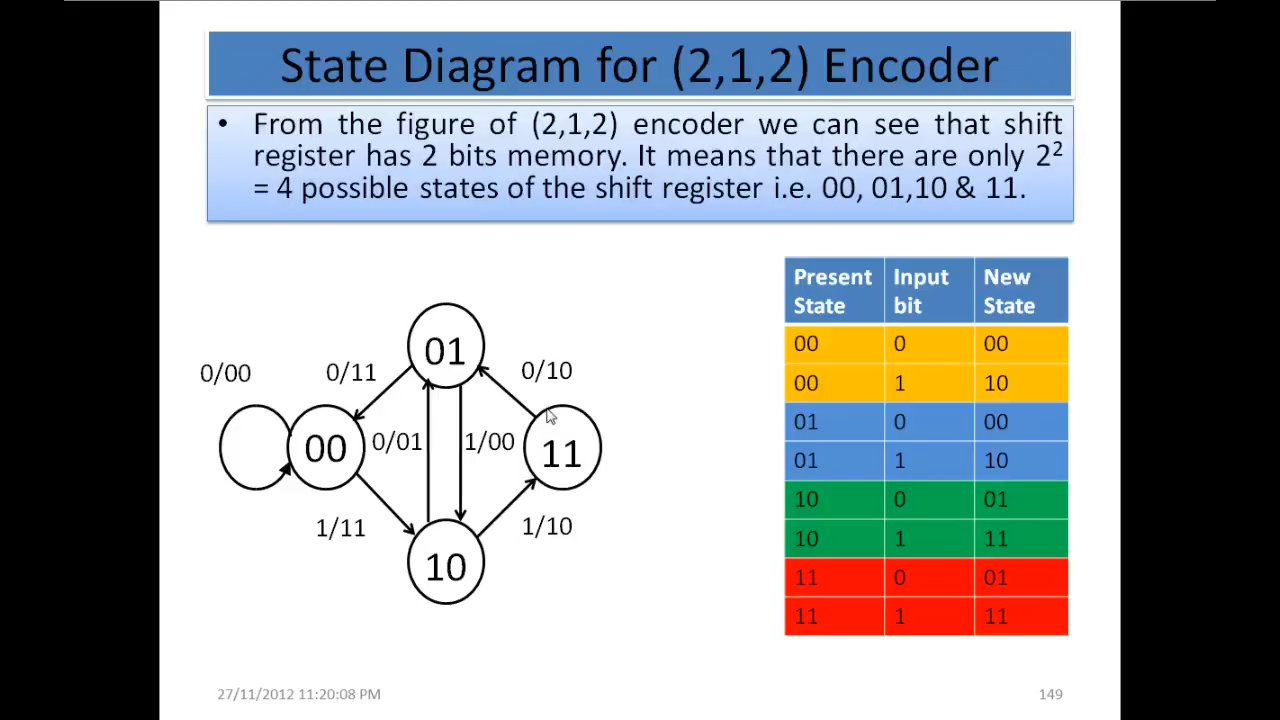 State Diagram for (2,1,2) Encoder
• From the figure of (2,1,2) encoder we can see that shift
register has 2 bits memory. It means that there are only 2²
= 4 possible states of the shift register i.e. 00, 01,10 & 11.
01
0/00
0/11
0/10
00
0/01
1/00
11
1/11
1/10
10
Present State Input bit New State
00 0 00
00 1 10
01 0 00
01 1 10
10 0 01
10 1 11
11 0 01
11 1 11
27/11/2012 11:20:08 PM
149